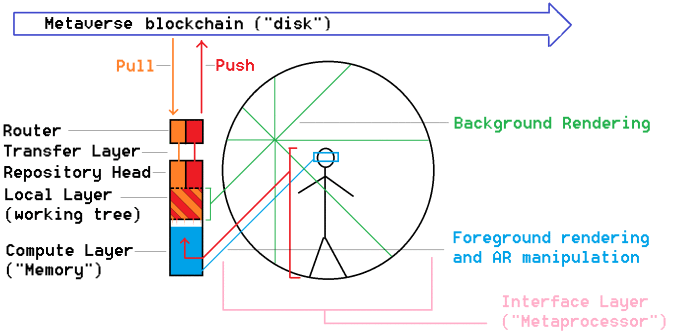 Metaverse blockchain ("disk")
Pull
Push
Router
Transfer Layer
Repository Head
Local Layer
(working tree)
Compute Layer
("Memory")
Background Rendering
Foreground rendering
and AR manipulation
Interface Layer
("Metaprocessor")